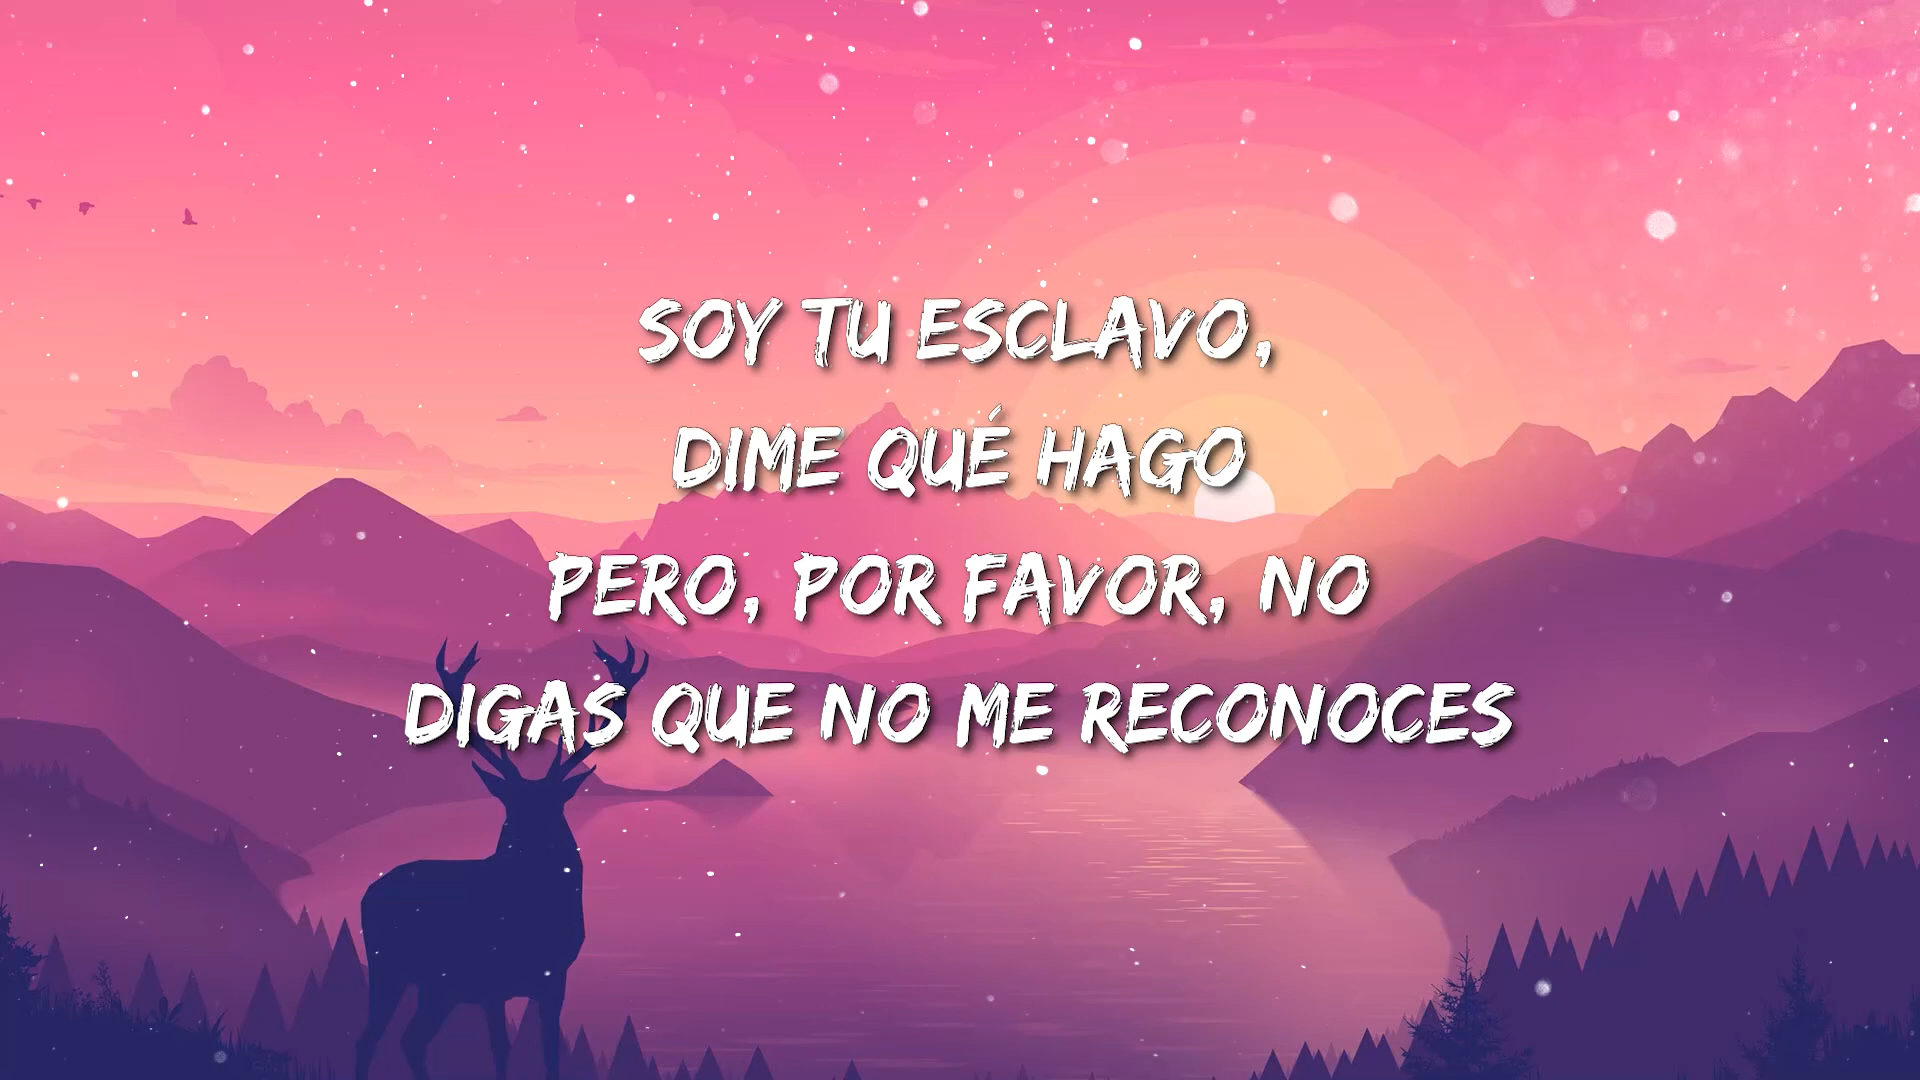 SOY TU ESCLAVO,
DIME QUÉ HAGO
PERO, POR FAVOR, NO
DIGAS QUE NO ME RECONOCES